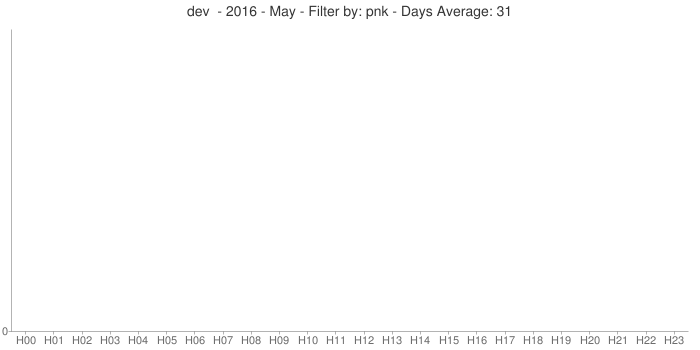 dev - 2016 - May - Filter by: pnk - Days Average: 31
0
H00 H01 H02 H03 H04 H05 H06 H07 H08 H09 H10 H11 H12 H13 H14 H15 H16 H17 H18 H19 H20 H21 H22 H23